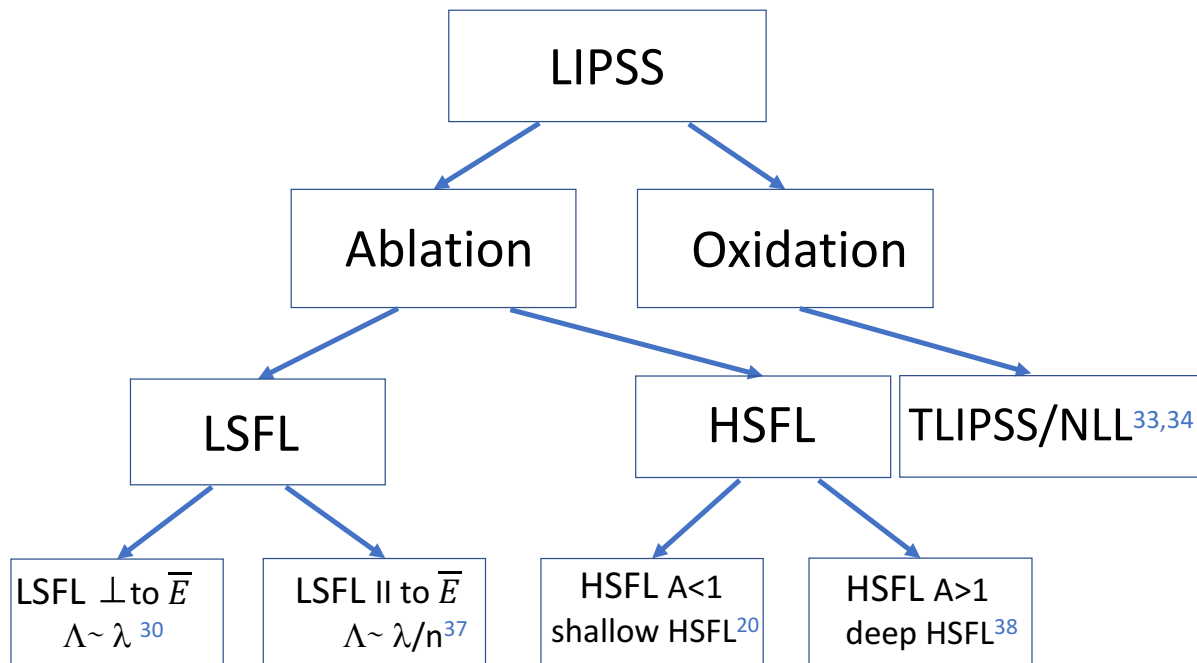 LIPSS
Ablation
Oxidation
LSFL
HSFL
TLIPSS/NLL33,34
LSFL ⊥ to E̅
Λ~ λ 30
LSFL II to E̅
Λ~ λ/n37
HSFL A<1
shallow HSFL20
HSFL A>1
deep HSFL38